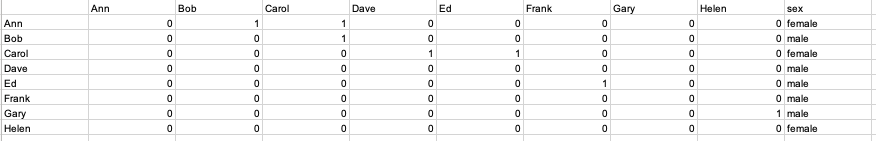 Ann Bob Carol Dave Ed Frank Gary Helen sex
Ann 0 1 1 0 0 0 0 0 female
Bob 0 0 1 0 0 0 0 0 male
Carol 0 0 0 1 1 0 0 0 female
Dave 0 0 0 0 0 0 0 0 male
Ed 0 0 0 0 0 1 0 0 male
Frank 0 0 0 0 0 0 0 0 male
Gary 0 0 0 0 0 0 0 1 male
Helen 0 0 0 0 0 0 0 0 female